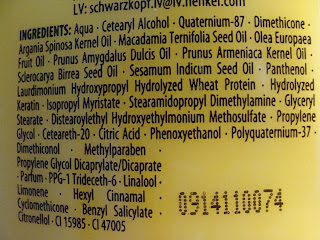 LV: schwarzkopf.lv@lv.henkel.com
INGREDIENTS: Aqua · Cetearyl Alcohol · Quaternium-87 · Dimethicone ·
Argania Spinosa Kernel Oil · Macadamia Ternifolia Seed Oil · Olea Europaea
Fruit Oil · Prunus Amygdalus Dulcis Oil · Prunus Armeniaca Kernel Oil ·
Sclerocarya Birrea Seed Oil · Sesamum Indicum Seed Oil · Panthenol ·
Laurdimonium Hydroxypropyl Hydrolyzed Wheat Protein · Hydrolyzed
Keratin · Isopropyl Myristate · Stearamidopropyl Dimethylamine · Glyceryl
Stearate · Distearoylethyl Hydroxyethylmonium Methosulfate · Propylene
Glycol · Ceteareth-20 · Citric Acid · Phenoxyethanol · Polyquaternium-37 ·
Dimethiconol · Methylparaben ·
Propylene Glycol Dicaprylate/Dicaprate
· Parfum · PPG-1 Trideceth-6 · Linalool ·
Limonene · Hexyl Cinnamal ·
Cyclomethicone · Benzyl Salicylate ·
Citronellol · CI 15985 · CI 47005
0914110074